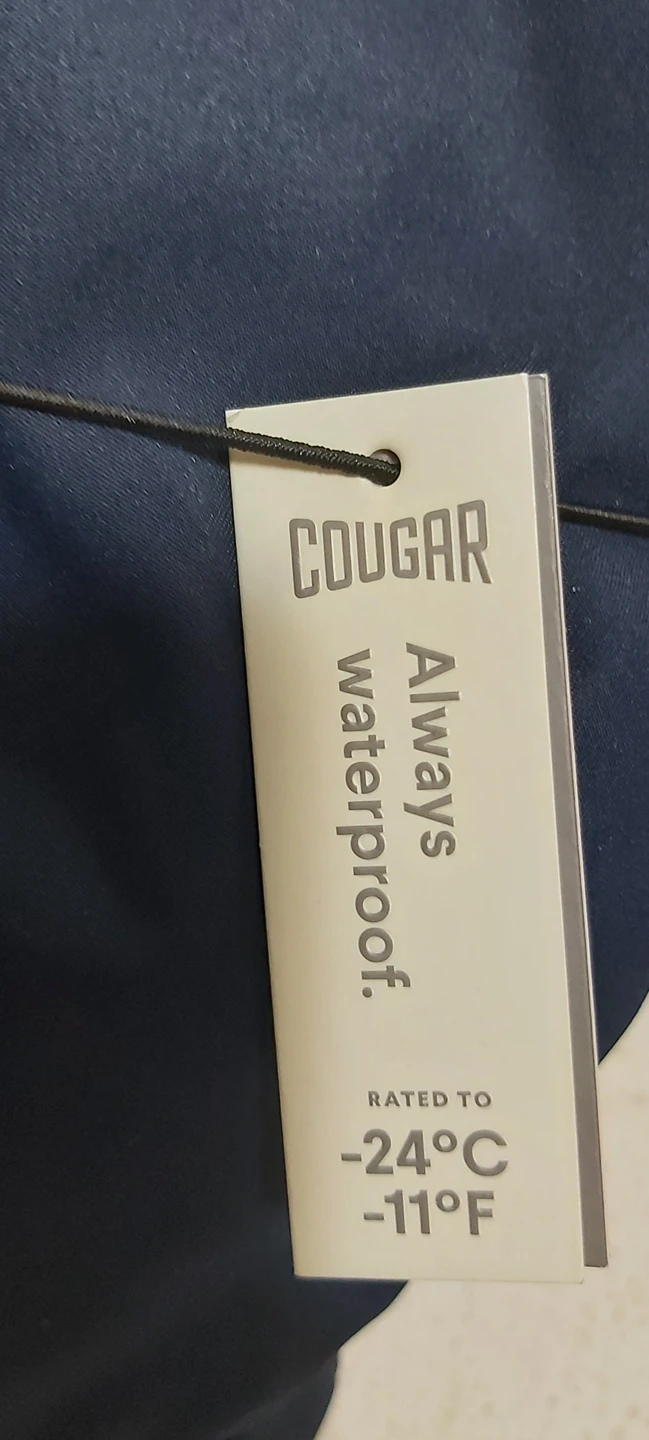 COUGAR
Always
waterproof.
RATED TO
-24°C
-11°F